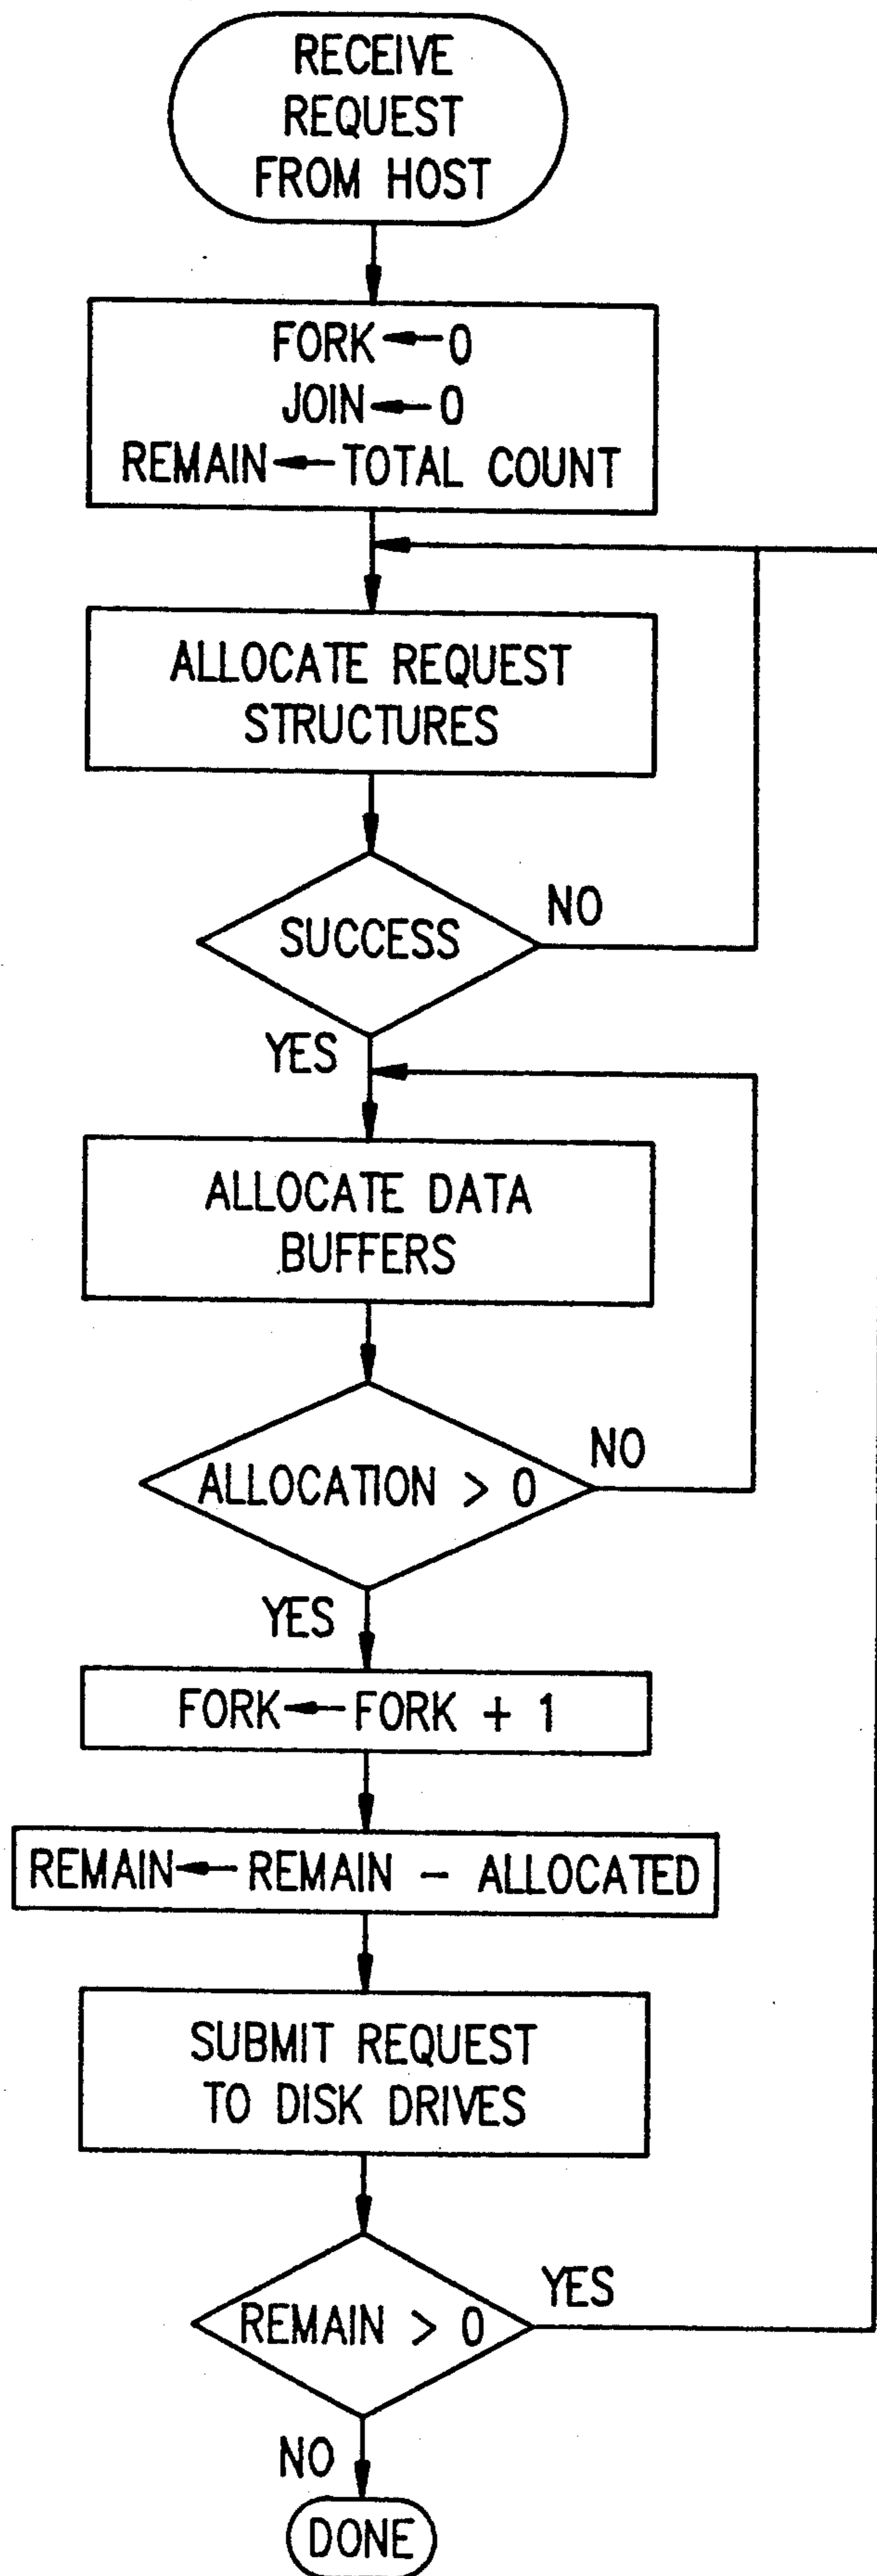 RECEIVE
REQUEST
FROM HOST
FORK ← 0
JOIN ← 0
REMAIN ← TOTAL COUNT
ALLOCATE REQUEST
STRUCTURES
SUCCESS
NO
YES
ALLOCATE DATA
BUFFERS
ALLOCATION > 0
NO
YES
FORK ← FORK + 1
REMAIN ← REMAIN - ALLOCATED
SUBMIT REQUEST
TO DISK DRIVES
REMAIN > 0
YES
NO
DONE